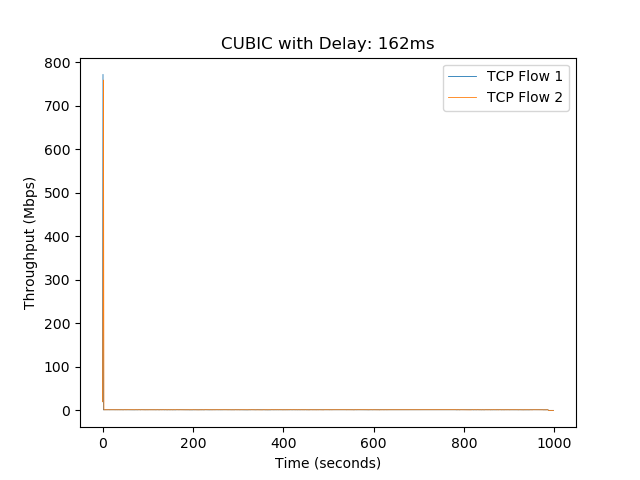 CUBIC with Delay: 162ms
TCP Flow 1
TCP Flow 2
800
700
600
500
400
300
200
100
0
Throughput (Mbps)
0 200 400 600 800 1000
Time (seconds)